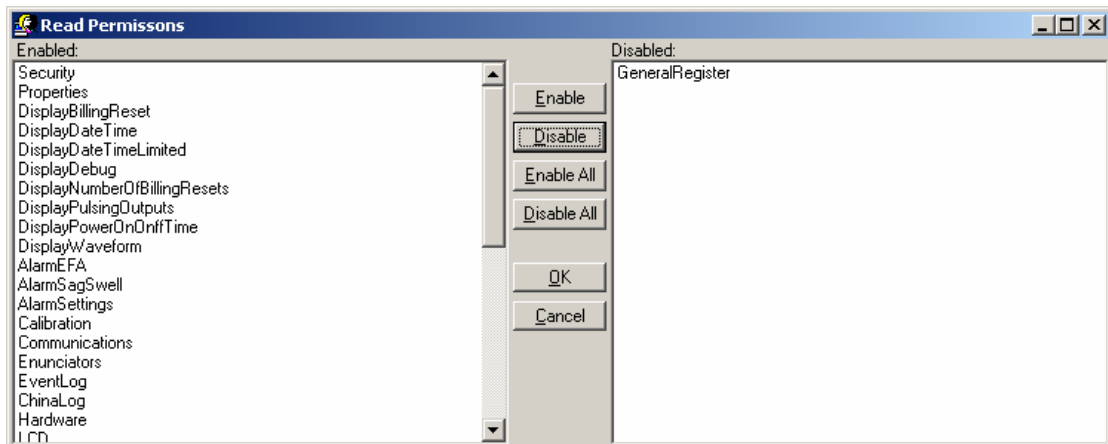 Read Permissons
Enabled:
Security
Properties
DisplayBillingReset
DisplayDateTime
DisplayDateTimeLimited
DisplayDebug
DisplayNumberOfBillingResets
DisplayPulsingOutputs
DisplayPowerOnOnffTime
DisplayWaveform
AlarmEFA
AlarmSagSwell
AlarmSettings
Calibration
Communications
Enunciators
EventLog
ChinaLog
Hardware
LCD
Enable
Disable
Enable All
Disable All
OK
Cancel
Disabled:
GeneralRegister